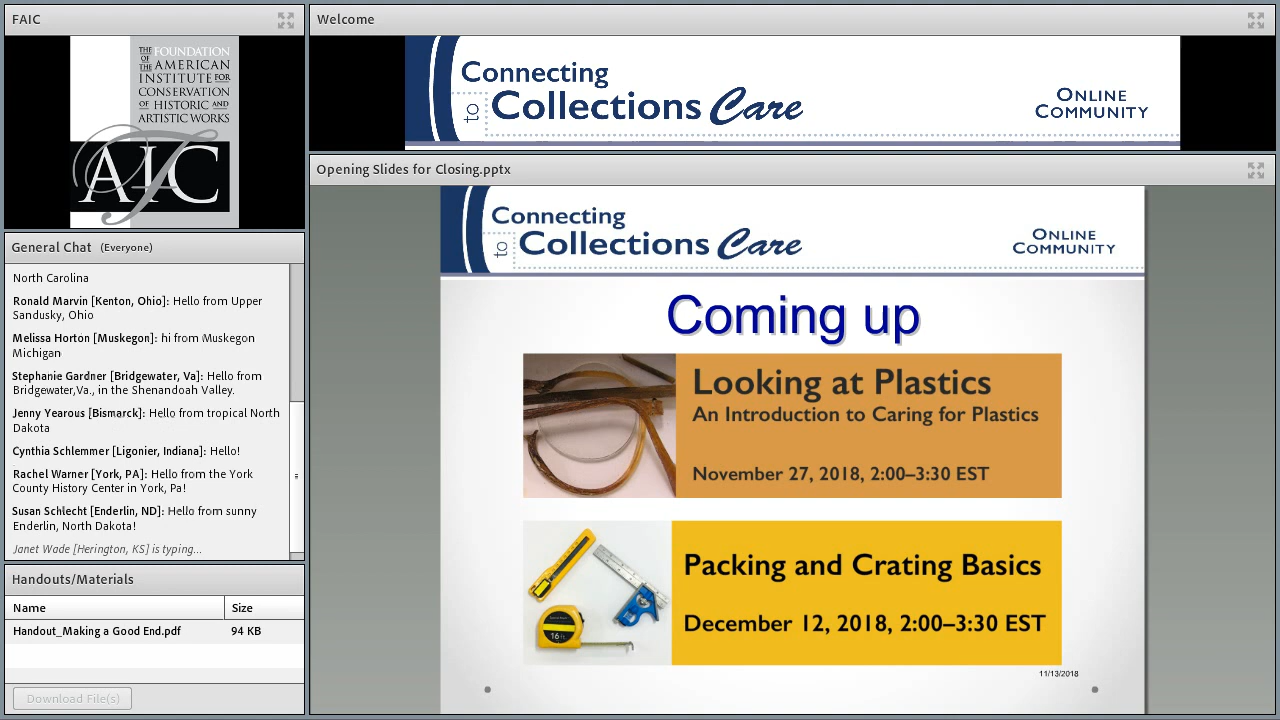 FAIC
THE FOUNDATION
OF THE AMERICAN
INSTITUTE FOR
CONSERVATION
OF HISTORIC AND
ARTISTIC WORKS
FAIC
General Chat (Everyone)
North Carolina
Ronald Marvin [Kenton, Ohio]: Hello from Upper
Sandusky, Ohio
Melissa Horton [Muskegon]: hi from Muskegon
Michigan
Stephanie Gardner [Bridgewater, Va]: Hello from
Bridgewater,Va., in the Shenandoah Valley.
Jenny Yearous [Bismarck]: Hello from tropical North
Dakota
Cynthia Schlemmer [Ligonier, Indiana]: Hello!
Rachel Warner [York, PA]: Hello from the York
County History Center in York, Pa!
Susan Schlecht [Enderlin, ND]: Hello from sunny
Enderlin, North Dakota!
Janet Wade [Herington, KS] is typing...
Handouts/Materials
Name Size
Handout_Making a Good End.pdf 94 KB
Download File(s)
Welcome
Connecting
to Collections Care
ONLINE
COMMUNITY
Opening Slides for Closing.pptx
Connecting
to Collections Care
ONLINE
COMMUNITY
Coming up
Looking at Plastics
An Introduction to Caring for Plastics
November 27, 2018, 2:00–3:30 EST
Packing and Crating Basics
December 12, 2018, 2:00–3:30 EST
16 ft
11/13/2018